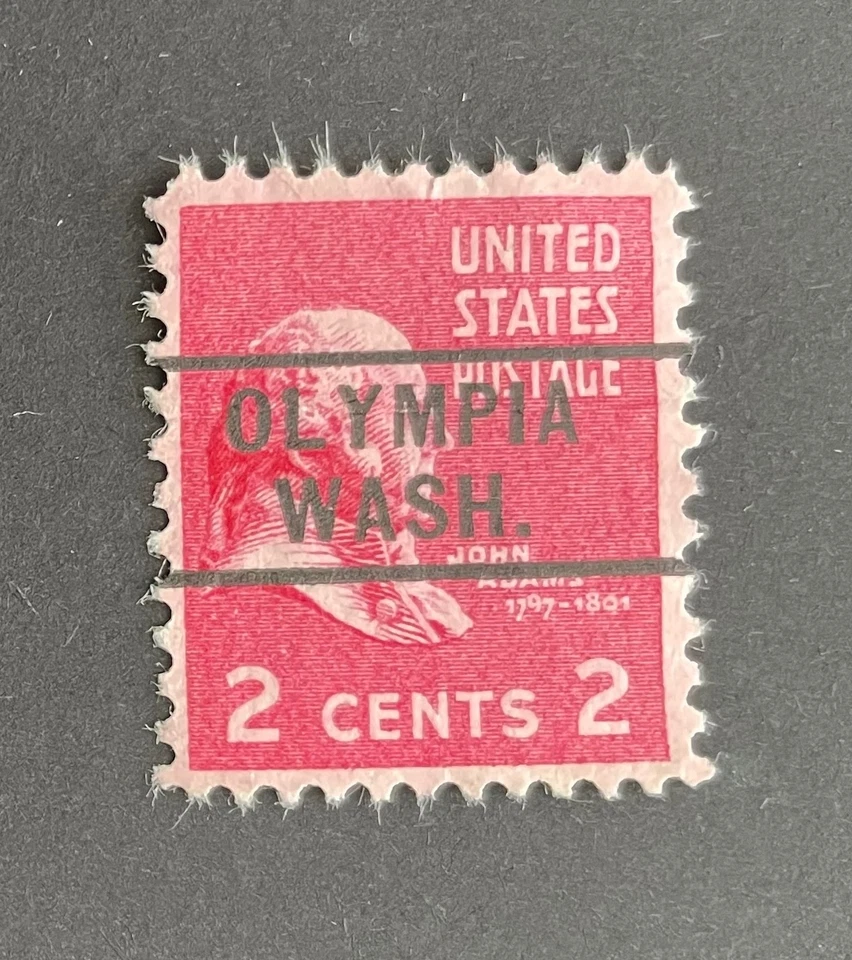 UNITED
STATES
POSTAGE
OLYMPIA
WASH.
JOHN
ADAMS
1797-1801
2 CENTS 2